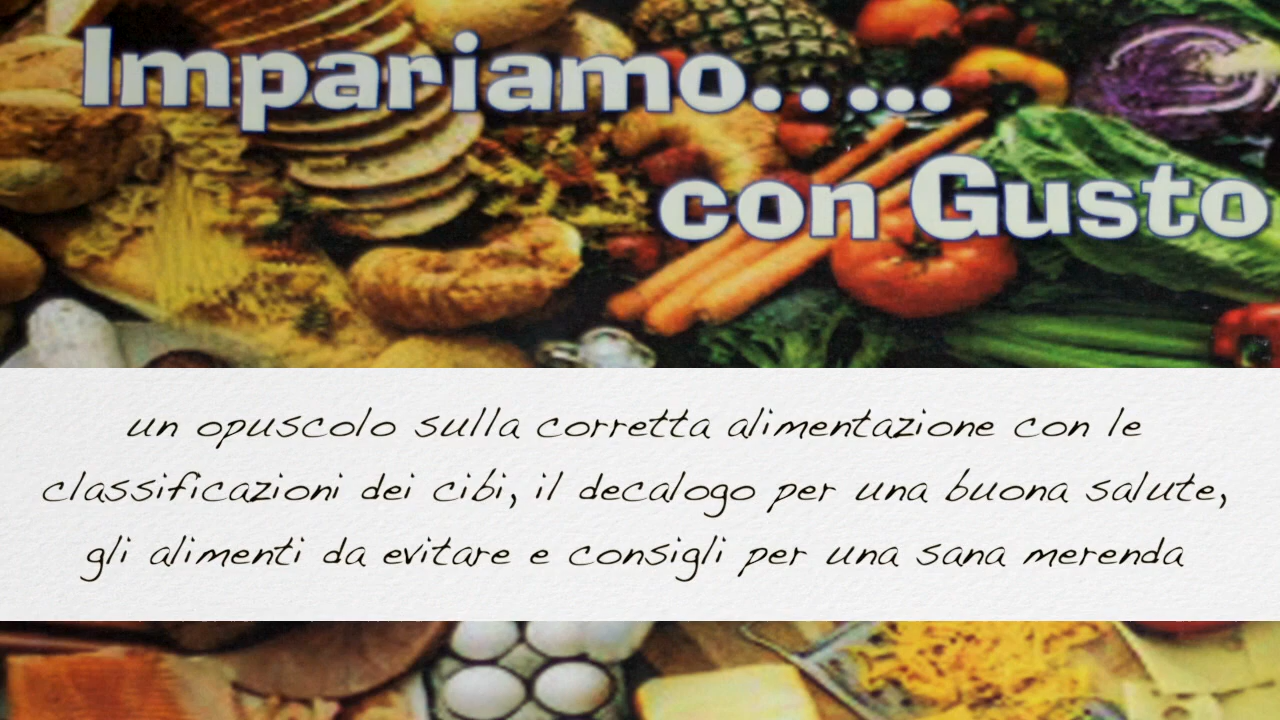 Impariamo......
con Gusto
un opuscolo sulla corretta alimentazione con le
classificazioni dei cibi, il decalogo per una buona salute,
gli alimenti da evitare e consigli per una sana merenda